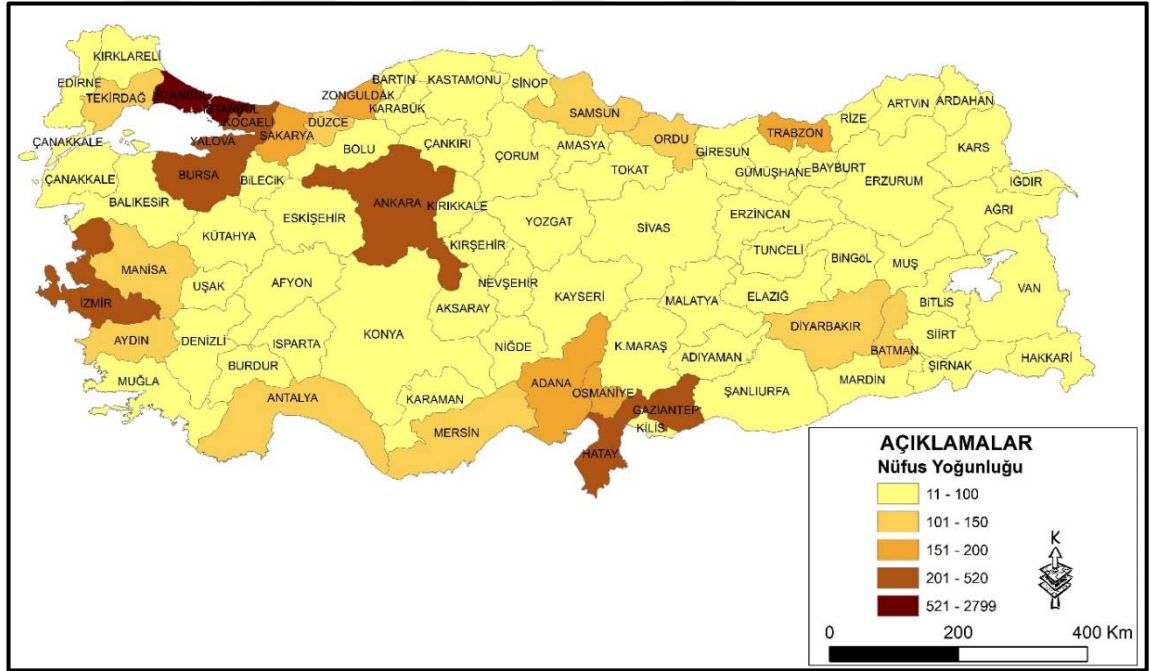 KIRKLARELİ
EDİRNE
TEKİRDAĞ
İSTANBUL
İSTANBUL
KOCAELİ
YALOVA
SAKARYA
DÜZCE
ZONGULDAK
BARTIN
KARABÜK
KASTAMONU
SİNOP
SAMSUN
ORDU
GİRESUN
TRABZON
RİZE
ARTVİN
ARDAHAN
KARS
IĞDIR
AĞRI
ERZURUM
BAYBURT
GÜMÜŞHANE
TOKAT
AMASYA
ÇORUM
ÇANKIRI
BOLU
BİLECİK
BURSA
ÇANAKKALE
ÇANAKKALE
BALIKESİR
KÜTAHYA
ESKİŞEHİR
ANKARA
KIRIKKALE
KIRŞEHİR
YOZGAT
SİVAS
ERZİNCAN
TUNCELİ
BİNGÖL
MUŞ
BİTLİS
VAN
HAKKARİ
ŞIRNAK
SİİRT
BATMAN
DİYARBAKIR
MARDİN
ELAZIĞ
MALATYA
ADIYAMAN
ŞANLIURFA
K.MARAŞ
KAYSERİ
NEVŞEHİR
AKSARAY
NİĞDE
KONYA
AFYON
UŞAK
MANİSA
İZMİR
AYDIN
DENİZLİ
MUĞLA
BURDUR
ISPARTA
ANTALYA
KARAMAN
MERSİN
ADANA
OSMANİYE
GAZİANTEP
KİLİS
HATAY
AÇIKLAMALAR
Nüfus Yoğunluğu
11 - 100
101 - 150
151 - 200
201 - 520
521 - 2799
K
0 200 400 Km